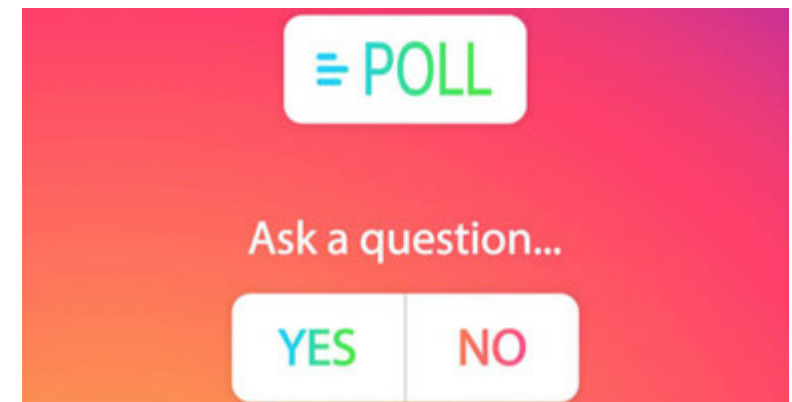 POLL
Ask a question...
YES NO